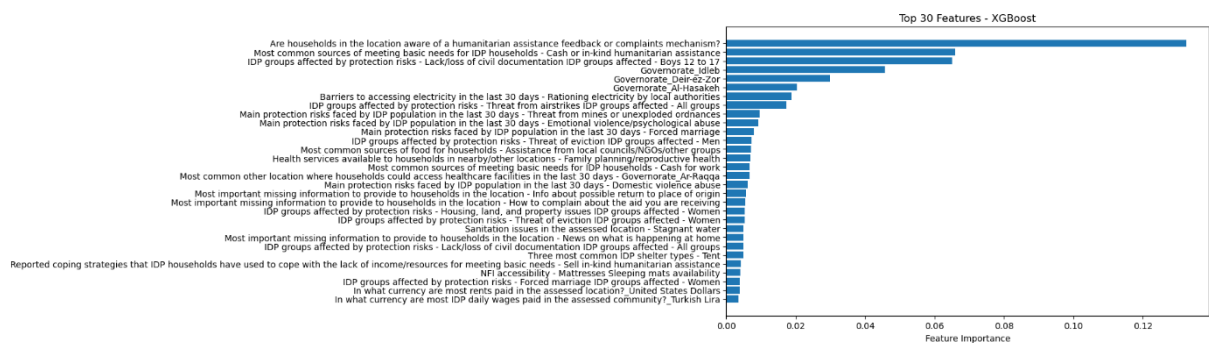 Top 30 Features - XGBoost
Are households in the location aware of a humanitarian assistance feedback or complaints mechanism?
Most common sources of meeting basic needs for IDP households - Cash or in-kind humanitarian assistance
IDP groups affected by protection risks - Lack/loss of civil documentation IDP groups affected - Boys 12 to 17
Governorate_Idleb
Governorate_Deir-ez-Zor
Governorate_Al-Hasakeh
Barriers to accessing electricity in the last 30 days - Rationing electricity by local authorities
IDP groups affected by protection risks - Threat from airstrikes IDP groups affected - All groups
Main protection risks faced by IDP population in the last 30 days - Threat from mines or unexploded ordnances
Main protection risks faced by IDP population in the last 30 days - Emotional violence/psychological abuse
Main protection risks faced by IDP population in the last 30 days - Forced marriage
IDP groups affected by protection risks - Threat of eviction IDP groups affected - Men
Most common sources of food for households - Assistance from local councils/NGOs/other groups
Health services available to households in nearby/other locations - Family planning/reproductive health
Most common sources of meeting basic needs for IDP households - Cash for work
Most common other location where households could access healthcare facilities in the last 30 days - Governorate_Ar-Raqqa
Main protection risks faced by IDP population in the last 30 days - Domestic violence abuse
Most important missing information to provide to households in the location - Info about possible return to place of origin
Most important missing information to provide to households in the location - How to complain about the aid you are receiving
IDP groups affected by protection risks - Housing, land, and property issues IDP groups affected - Women
IDP groups affected by protection risks - Threat of eviction IDP groups affected - Women
Sanitation issues in the assessed location - Stagnant water
Most important missing information to provide to households in the location - News on what is happening at home
IDP groups affected by protection risks - Lack/loss of civil documentation IDP groups affected - All groups
Three most common IDP shelter types - Tent
Reported coping strategies that IDP households have used to cope with the lack of income/resources for meeting basic needs - Sell in-kind humanitarian assistance
NFI accessibility - Mattresses Sleeping mats availability
IDP groups affected by protection risks - Forced marriage IDP groups affected - Women
In what currency are most rents paid in the assessed location?_United States Dollars
In what currency are most IDP daily wages paid in the assessed community?_Turkish Lira
0.00 0.02 0.04 0.06 0.08 0.10 0.12
Feature Importance